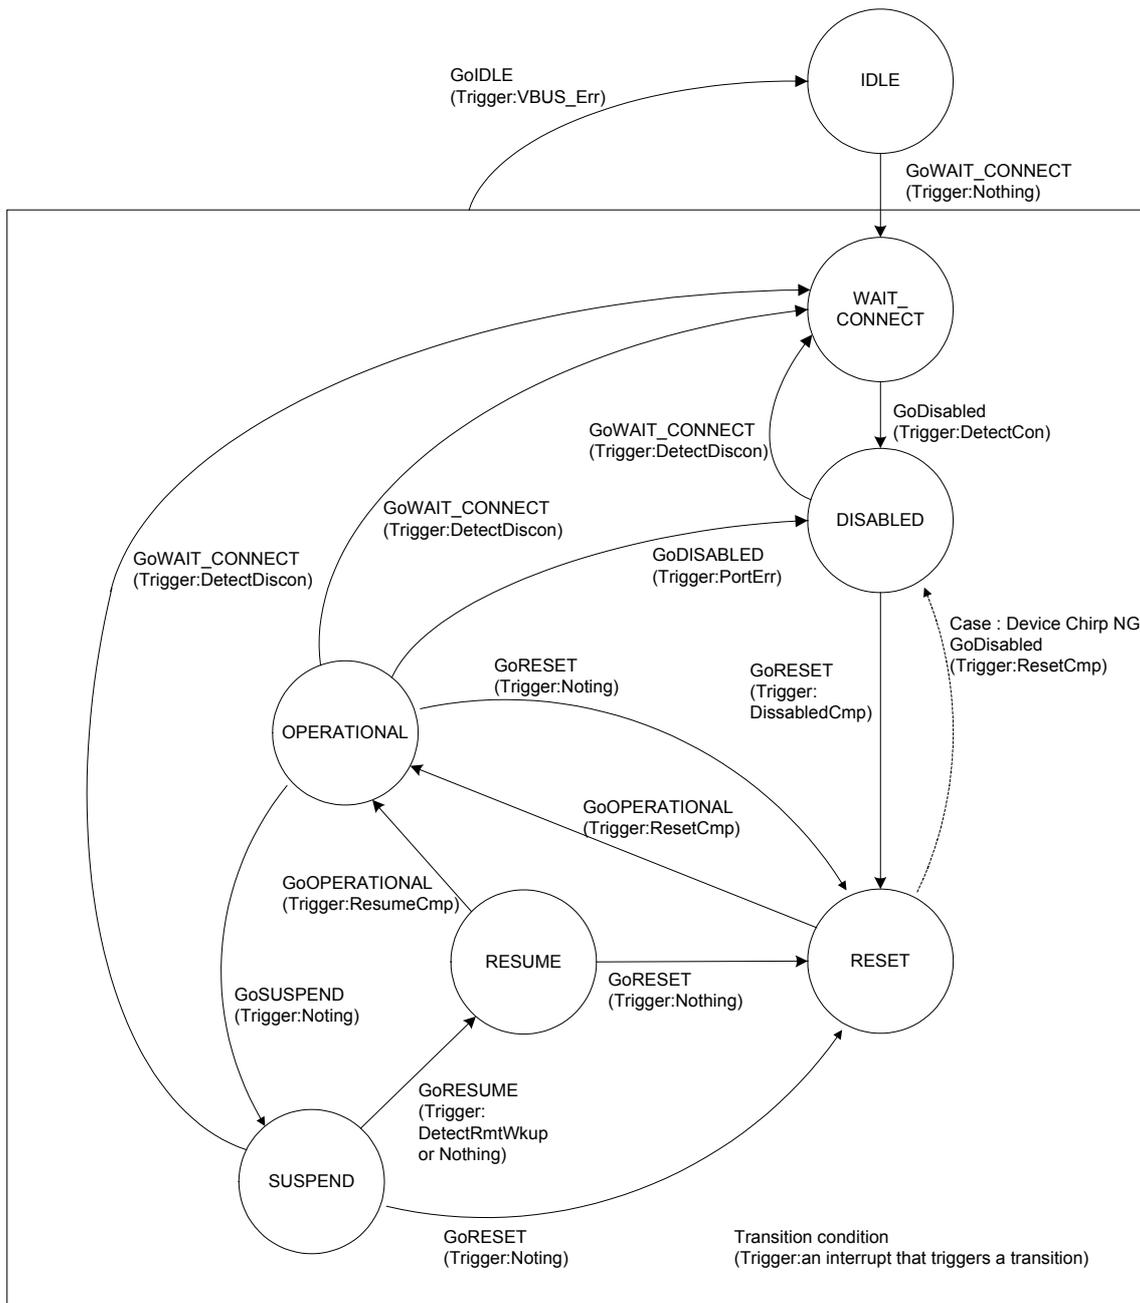 GoIDLE
(Trigger:VBUS_Err)
IDLE
GoWAIT_CONNECT
(Trigger:Nothing)
WAIT_
CONNECT
GoDisabled
(Trigger:DetectCon)
GoWAIT_CONNECT
(Trigger:DetectDiscon)
GoWAIT_CONNECT
(Trigger:DetectDiscon)
DISABLED
GoWAIT_CONNECT
(Trigger:DetectDiscon)
GoDISABLED
(Trigger:PortErr)
Case : Device Chirp NG
GoDisabled
(Trigger:ResetCmp)
GoRESET
(Trigger:Noting)
GoRESET
(Trigger:
DissabledCmp)
OPERATIONAL
GoOPERATIONAL
(Trigger:ResetCmp)
GoOPERATIONAL
(Trigger:ResumeCmp)
RESUME
RESET
GoRESET
(Trigger:Nothing)
GoSUSPEND
(Trigger:Noting)
GoRESUME
(Trigger:
DetectRmtWkup
or Nothing)
SUSPEND
GoRESET
(Trigger:Noting)
Transition condition
(Trigger:an interrupt that triggers a transition)